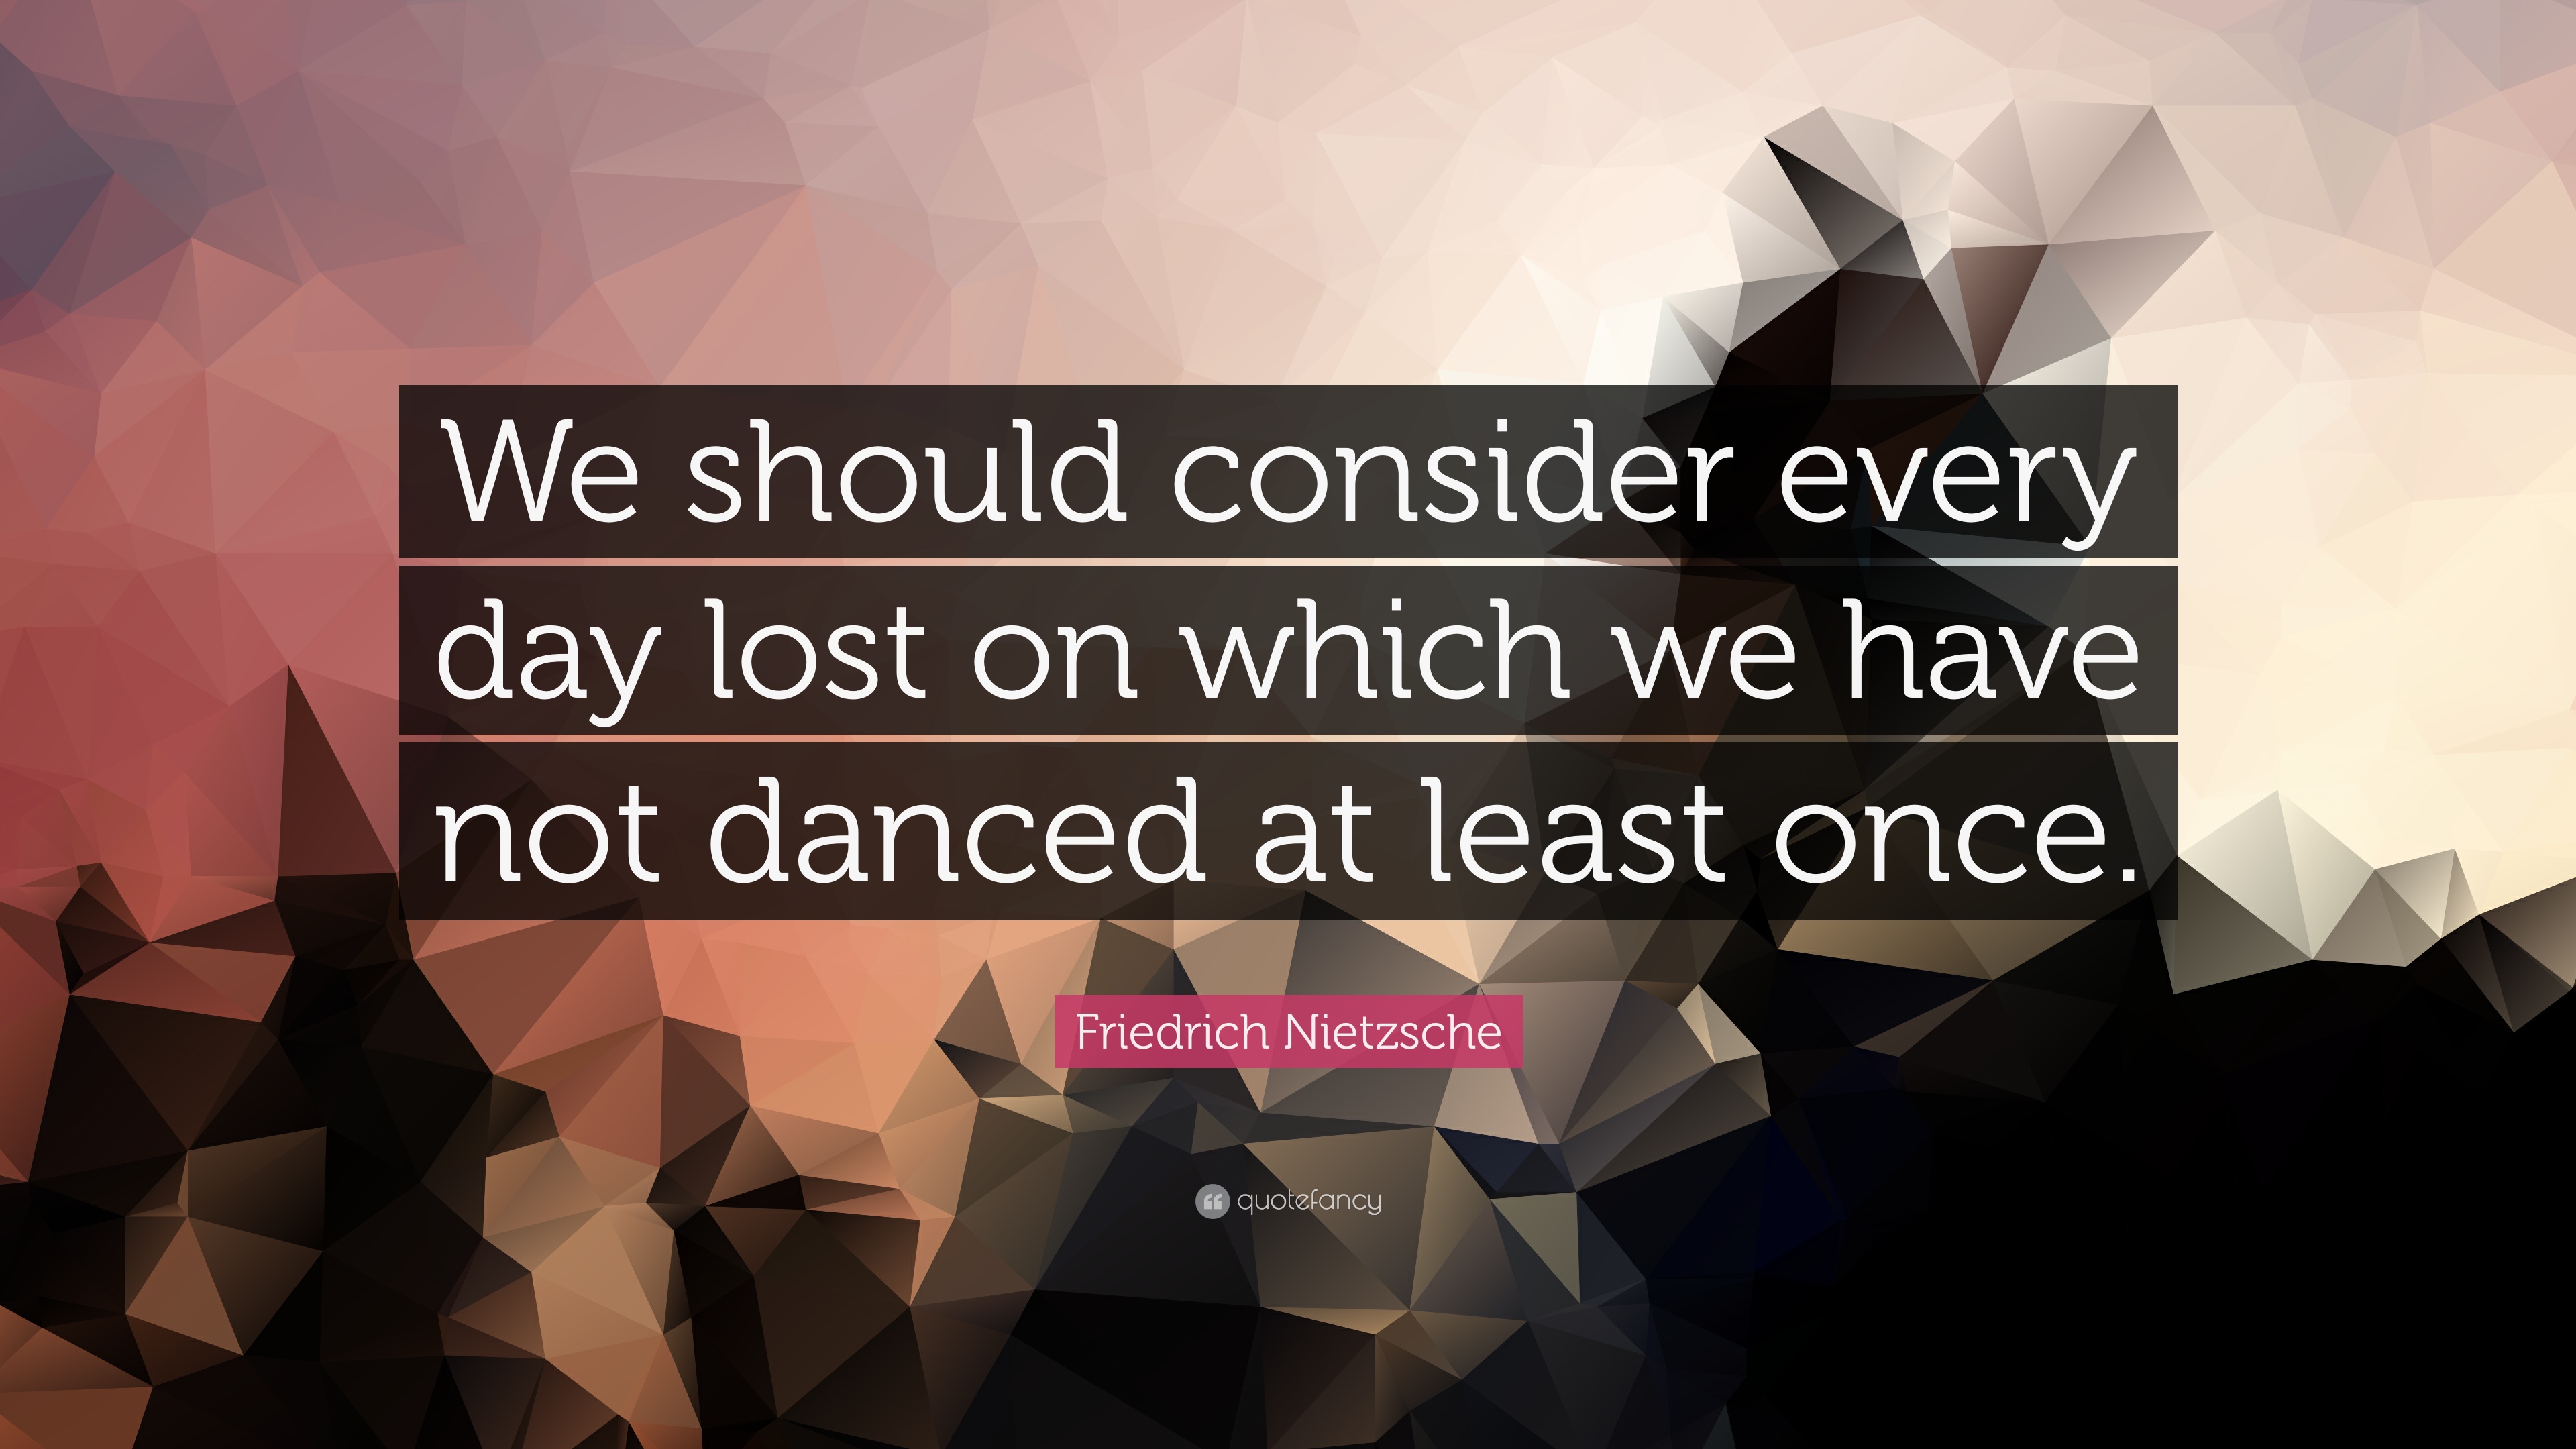 We should consider every
day lost on which we have
not danced at least once.
Friedrich Nietzsche
quotefancy